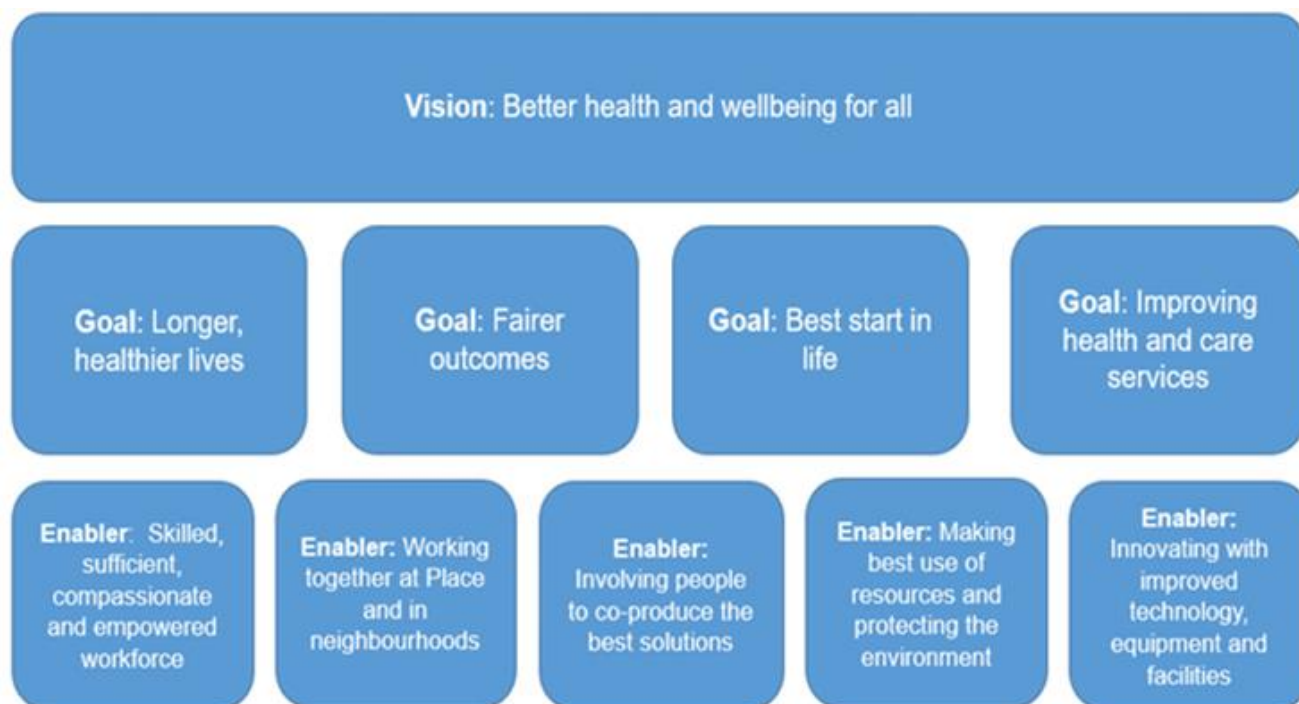 Vision: Better health and wellbeing for all
Goal: Longer,
healthier lives
Goal: Fairer
outcomes
Goal: Best start in
life
Goal: Improving
health and care
services
Enabler: Skilled,
sufficient,
compassionate
and empowered
workforce
Enabler: Working
together at Place
and in
neighbourhoods
Enabler:
Involving people
to co-produce the
best solutions
Enabler: Making
best use of
resources and
protecting the
environment
Enabler:
Innovating with
improved
technology,
equipment and
facilities